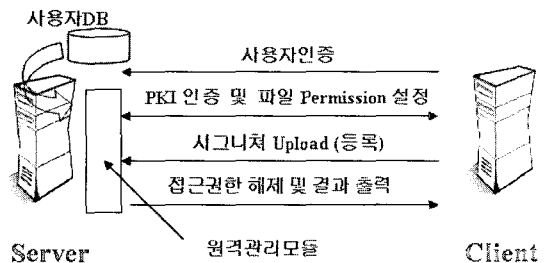 사용자DB
사용자인증
PKI 인증 및 파일 Permission 설정
시그니쳐 Upload (등록)
접근권한 해제 및 결과 출력
원격관리모듈
Server
Client